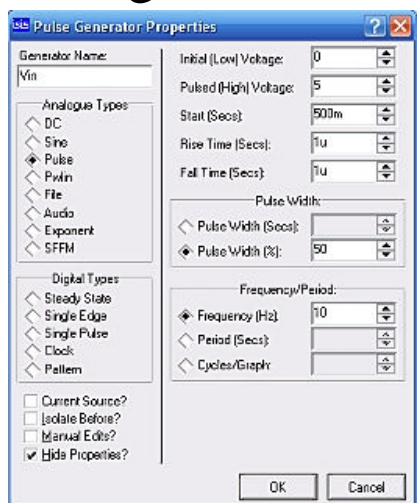 isis Pulse Generator Properties
Generator Name:
Vin
Analogue Types
DC
Sine
Pulse
Pwlin
File
Audio
Exponent
SFFM
Digital Types
Steady State
Single Edge
Single Pulse
Clock
Pattern
Current Source?
Isolate Before?
Manual Edits?
Hide Properties?
Initial (Low) Voltage: 0
Pulsed (High) Voltage: 5
Start (Secs): 500m
Rise Time (Secs): 1u
Fall Time (Secs): 1u
Pulse Width:
Pulse Width (Secs):
Pulse Width (%): 50
Frequency/Period:
Frequency (Hz): 10
Period (Secs):
Cycles/Graph:
OK Cancel